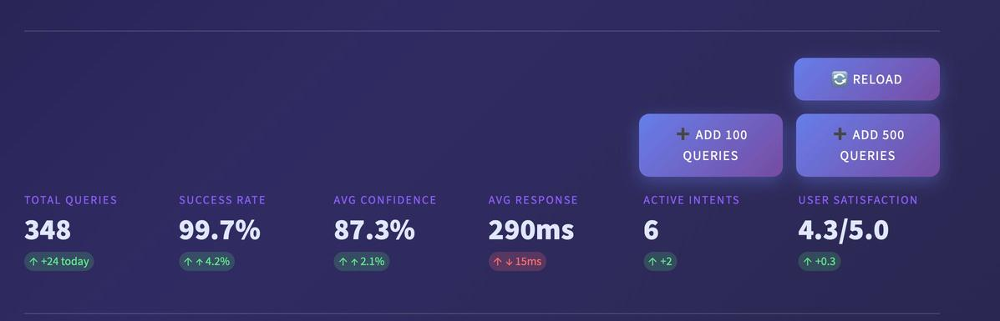 🔄 RELOAD
➕ ADD 100
QUERIES
➕ ADD 500
QUERIES
TOTAL QUERIES
348
↑ +24 today
SUCCESS RATE
99.7%
↑ ↑ 4.2%
AVG CONFIDENCE
87.3%
↑ ↑ 2.1%
AVG RESPONSE
290ms
↑ ↓ 15ms
ACTIVE INTENTS
6
↑ +2
USER SATISFACTION
4.3/5.0
↑ +0.3